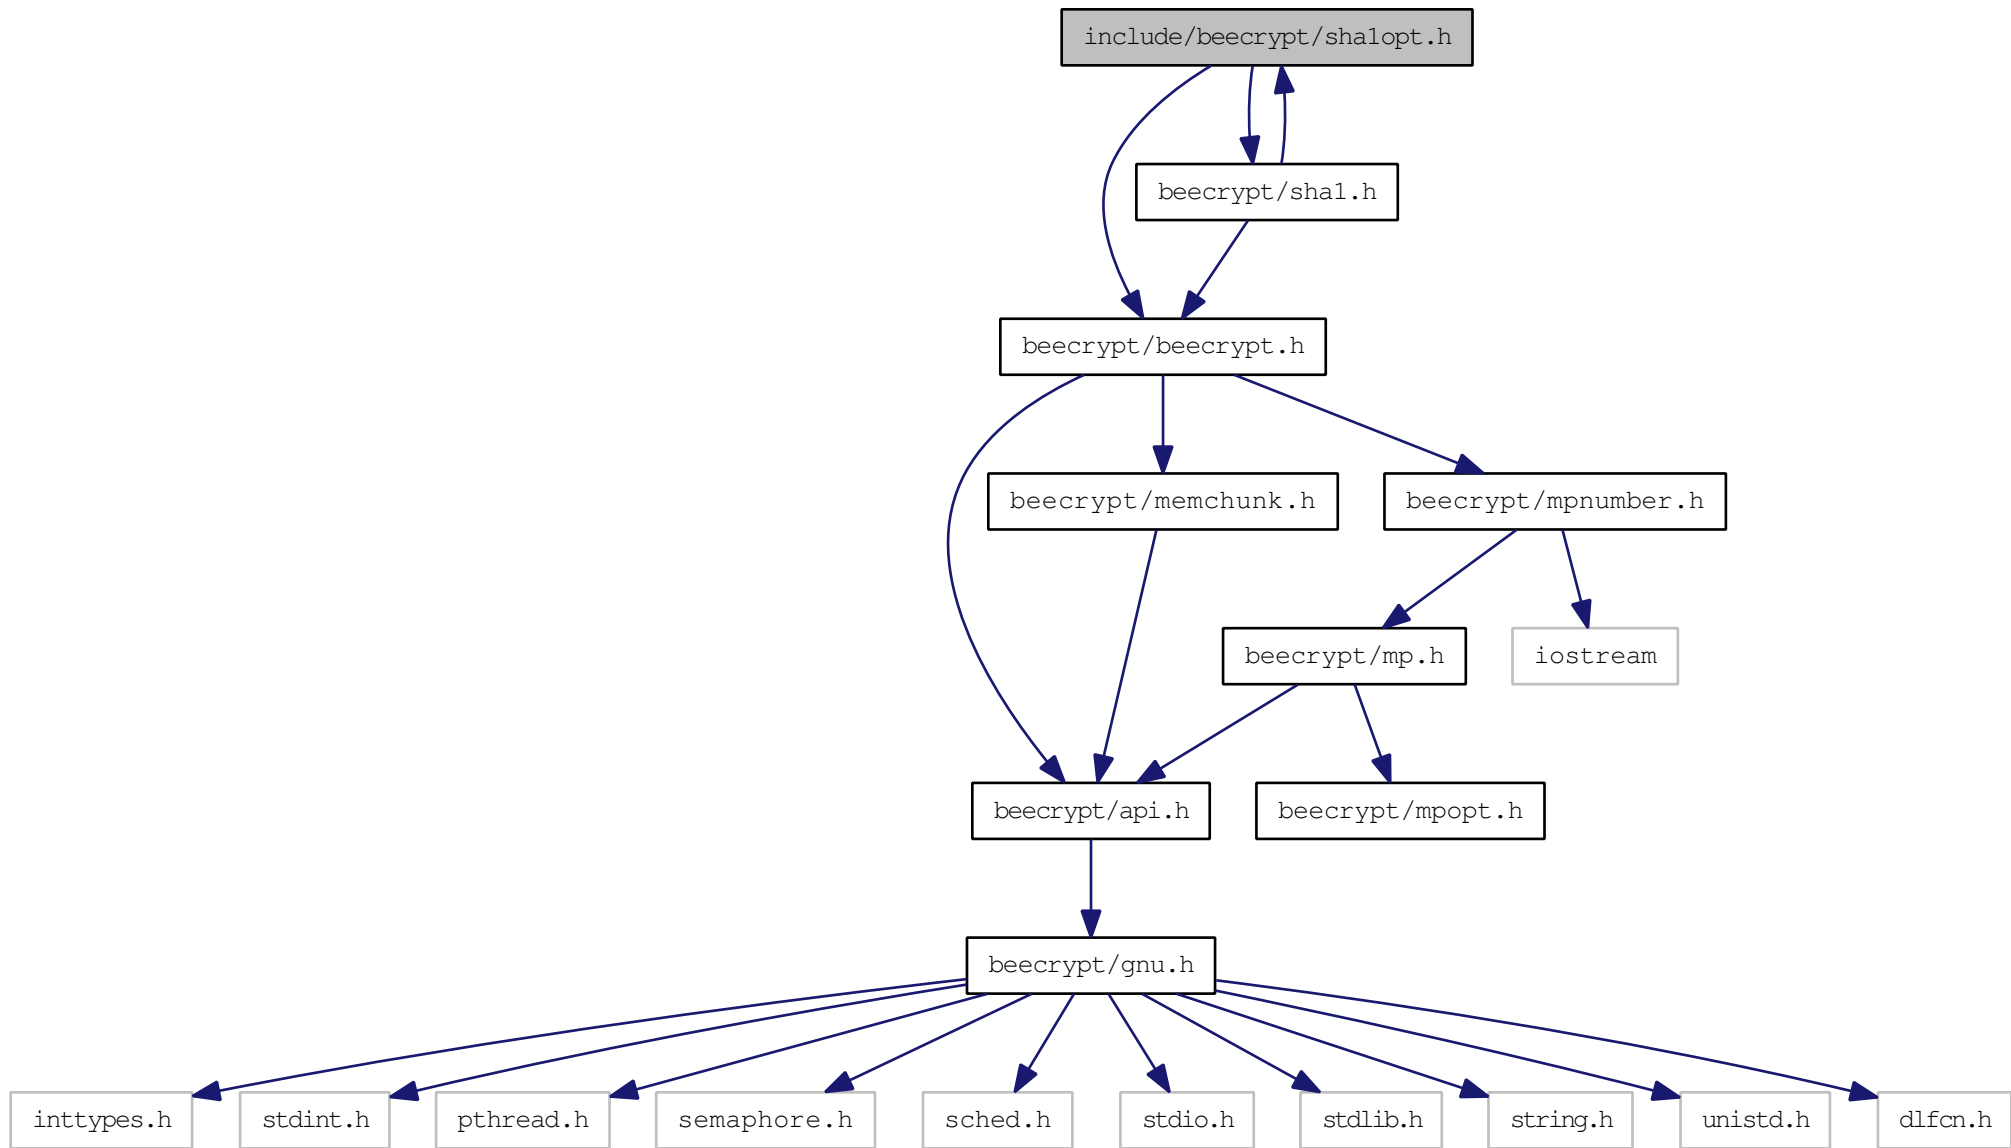 include/beecrypt/sha1opt.h
beecrypt/sha1.h
beecrypt/beecrypt.h
beecrypt/memchunk.h
beecrypt/mpnumber.h
beecrypt/mp.h
iostream
beecrypt/api.h
beecrypt/mpopt.h
beecrypt/gnu.h
inttypes.h
stdint.h
pthread.h
semaphore.h
sched.h
stdio.h
stdlib.h
string.h
unistd.h
dlfcn.h